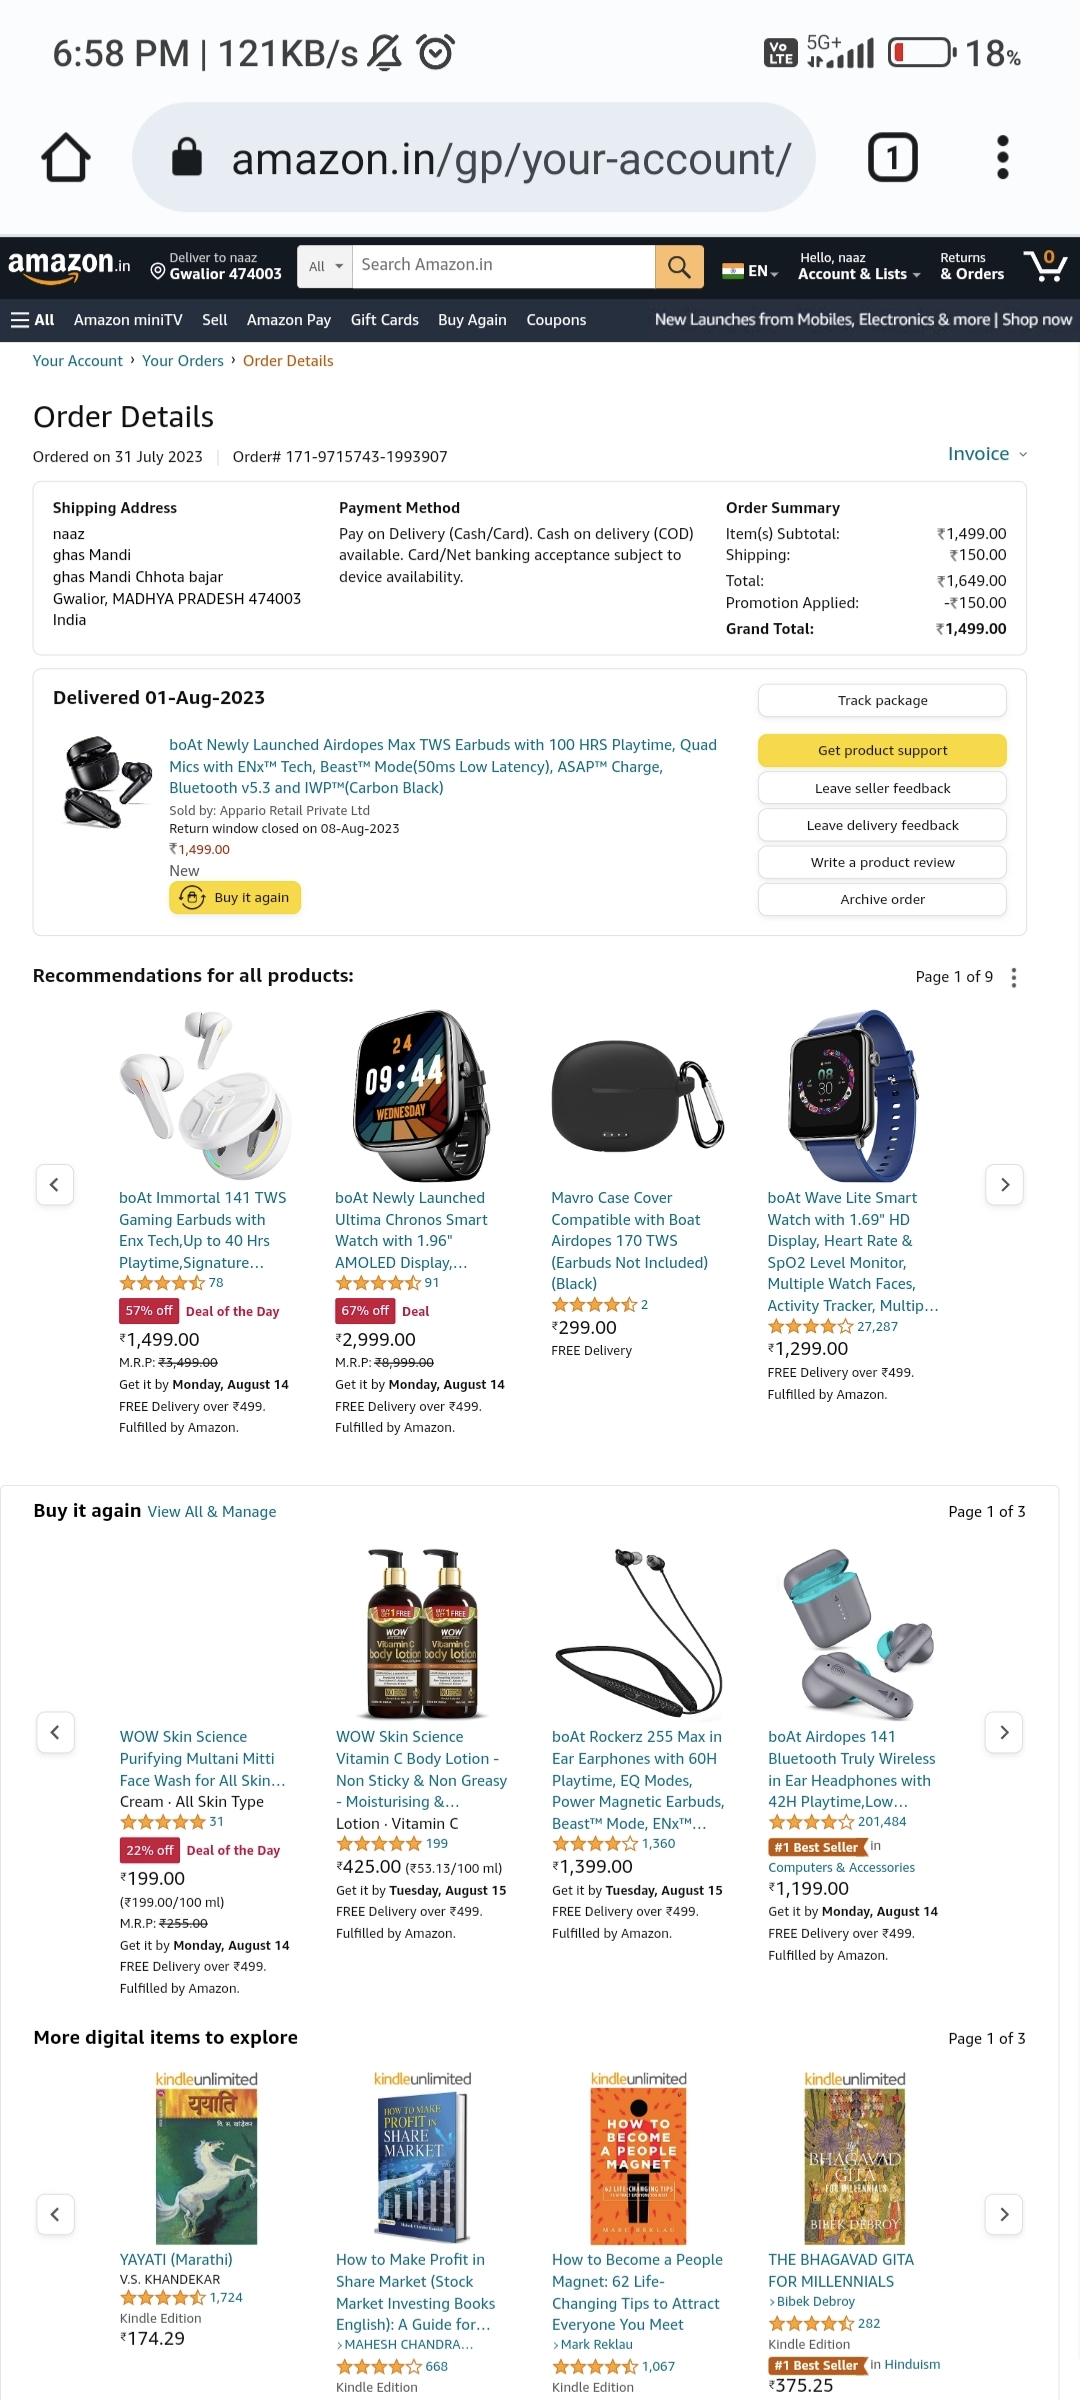 6:58 PM | 121KB/s
Vo LTE 5G+ 18%
amazon.in/gp/your-account/
1
amazon.in
Deliver to naaz
Gwalior 474003
All
Search Amazon.in
EN
Hello, naaz
Account & Lists
Returns
& Orders
0
All Amazon miniTV Sell Amazon Pay Gift Cards Buy Again Coupons
New Launches from Mobiles, Electronics & more | Shop now
Your Account › Your Orders › Order Details
Order Details
Ordered on 31 July 2023 | Order# 171-9715743-1993907
Invoice
Shipping Address
naaz
ghas Mandi
ghas Mandi Chhota bajar
Gwalior, MADHYA PRADESH 474003
India
Payment Method
Pay on Delivery (Cash/Card). Cash on delivery (COD)
available. Card/Net banking acceptance subject to
device availability.
Order Summary
Item(s) Subtotal: ₹1,499.00
Shipping: ₹150.00
Total: ₹1,649.00
Promotion Applied: -₹150.00
Grand Total: ₹1,499.00
Delivered 01-Aug-2023
boAt Newly Launched Airdopes Max TWS Earbuds with 100 HRS Playtime, Quad
Mics with ENx™ Tech, Beast™ Mode(50ms Low Latency), ASAP™ Charge,
Bluetooth v5.3 and IWP™(Carbon Black)
Sold by: Appario Retail Private Ltd
Return window closed on 08-Aug-2023
₹1,499.00
New
Buy it again
Track package
Get product support
Leave seller feedback
Leave delivery feedback
Write a product review
Archive order
Recommendations for all products:
Page 1 of 9
boAt Immortal 141 TWS
Gaming Earbuds with
Enx Tech,Up to 40 Hrs
Playtime,Signature...
78
57% off Deal of the Day
₹1,499.00
M.R.P: ₹3,499.00
Get it by Monday, August 14
FREE Delivery over ₹499.
Fulfilled by Amazon.
24
09:44
WEDNESDAY
boAt Newly Launched
Ultima Chronos Smart
Watch with 1.96"
AMOLED Display,...
91
67% off Deal
₹2,999.00
M.R.P: ₹8,999.00
Get it by Monday, August 14
FREE Delivery over ₹499.
Fulfilled by Amazon.
Mavro Case Cover
Compatible with Boat
Airdopes 170 TWS
(Earbuds Not Included)
(Black)
2
₹299.00
FREE Delivery
08
30
boAt Wave Lite Smart
Watch with 1.69" HD
Display, Heart Rate &
SpO2 Level Monitor,
Multiple Watch Faces,
Activity Tracker, Multip...
27,287
₹1,299.00
FREE Delivery over ₹499.
Fulfilled by Amazon.
Buy it again View All & Manage
Page 1 of 3
WOW Skin Science
Purifying Multani Mitti
Face Wash for All Skin...
Cream · All Skin Type
31
22% off Deal of the Day
₹199.00
(₹199.00/100 ml)
M.R.P: ₹255.00
Get it by Monday, August 14
FREE Delivery over ₹499.
Fulfilled by Amazon.
BUY 1 GET 1 FREE
WOW
Vitamin C
body lotion
BUY 1 GET 1 FREE
WOW
Vitamin C
body lotion
WOW Skin Science
Vitamin C Body Lotion -
Non Sticky & Non Greasy
- Moisturising &...
Lotion · Vitamin C
199
₹425.00 (₹53.13/100 ml)
Get it by Tuesday, August 15
FREE Delivery over ₹499.
Fulfilled by Amazon.
boAt Rockerz 255 Max in
Ear Earphones with 60H
Playtime, EQ Modes,
Power Magnetic Earbuds,
Beast™ Mode, ENx™...
1,360
₹1,399.00
Get it by Tuesday, August 15
FREE Delivery over ₹499.
Fulfilled by Amazon.
boAt Airdopes 141
Bluetooth Truly Wireless
in Ear Headphones with
42H Playtime,Low...
201,484
#1 Best Seller in
Computers & Accessories
₹1,199.00
Get it by Monday, August 14
FREE Delivery over ₹499.
Fulfilled by Amazon.
More digital items to explore
Page 1 of 3
kindleunlimited
ययाति
वि. स. खांडेकर
YAYATI (Marathi)
V.S. KHANDEKAR
1,724
Kindle Edition
₹174.29
kindleunlimited
HOW TO MAKE
PROFIT IN
SHARE
MARKET
How to Make Profit in
Share Market (Stock
Market Investing Books
English): A Guide for...
›MAHESH CHANDRA...
668
Kindle Edition
kindleunlimited
HOW TO
BECOME
A PEOPLE
MAGNET
62 LIFE-CHANGING TIPS
MARC REKLAU
How to Become a People
Magnet: 62 Life-
Changing Tips to Attract
Everyone You Meet
›Mark Reklau
1,067
Kindle Edition
kindleunlimited
The
BHAGAVAD
GITA
FOR MILLENNIALS
BIBEK DEBROY
THE BHAGAVAD GITA
FOR MILLENNIALS
›Bibek Debroy
282
Kindle Edition
#1 Best Seller in Hinduism
₹375.25